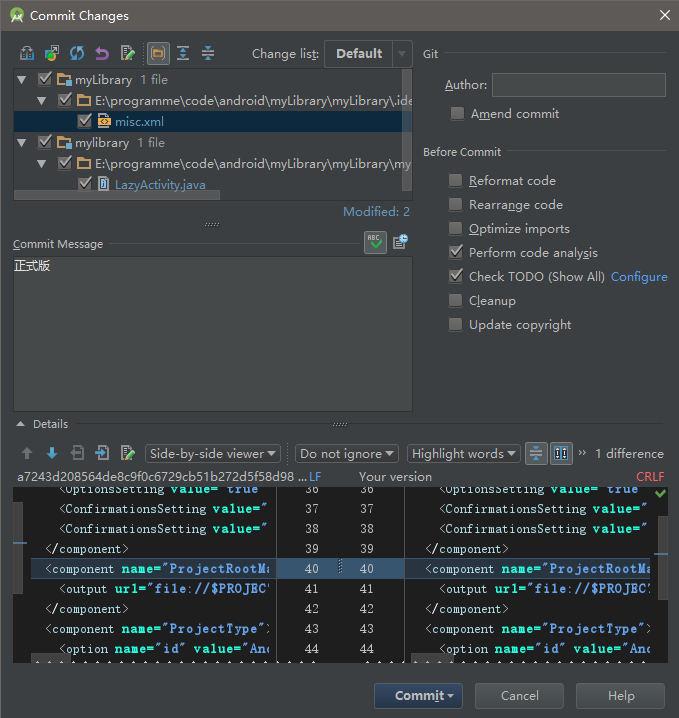 Commit Changes
Change list: Default
myLibrary 1 file
E:\programme\code\android\myLibrary\myLibrary\.ide
misc.xml
mylibrary 1 file
E:\programme\code\android\myLibrary\myLibrary\my
LazyActivity.java
Modified: 2
Commit Message
ABC
正式版
Git
Author:
Amend commit
Before Commit
Reformat code
Rearrange code
Optimize imports
Perform code analysis
Check TODO (Show All) Configure
Cleanup
Update copyright
Details
Side-by-side viewer Do not ignore Highlight words 1 difference
a7243d208564de8c9f0c6729cb51b272d5f58d98 ...LF Your version CRLF
<OptionsSetting value="true 36 36 <OptionsSetting value="true
<ConfirmationsSetting value=" 37 37 <ConfirmationsSetting value="
<ConfirmationsSetting value=" 38 38 <ConfirmationsSetting value="
</component> 39 39 </component>
<component name="ProjectRootMa 40 40 <component name="ProjectRootMa
<output url="file://$PROJEC 41 41 <output url="file://$PROJEC
</component> 42 42 </component>
<component name="ProjectType"> 43 43 <component name="ProjectType">
<option name="id" value="And 44 44 <option name="id" value="And
Commit Cancel Help